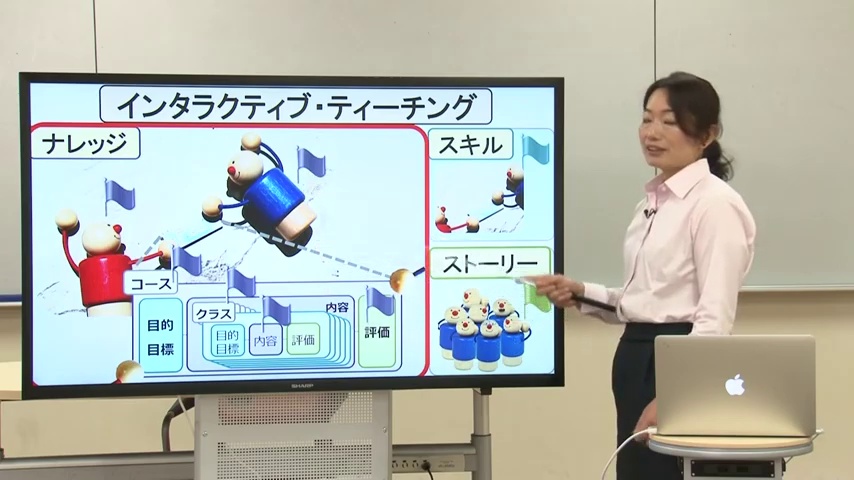 インタラクティブ・ティーチング
ナレッジ
スキル
ストーリー
コース
目的
目標
クラス
目的
目標
内容
評価
内容
評価
SHARP